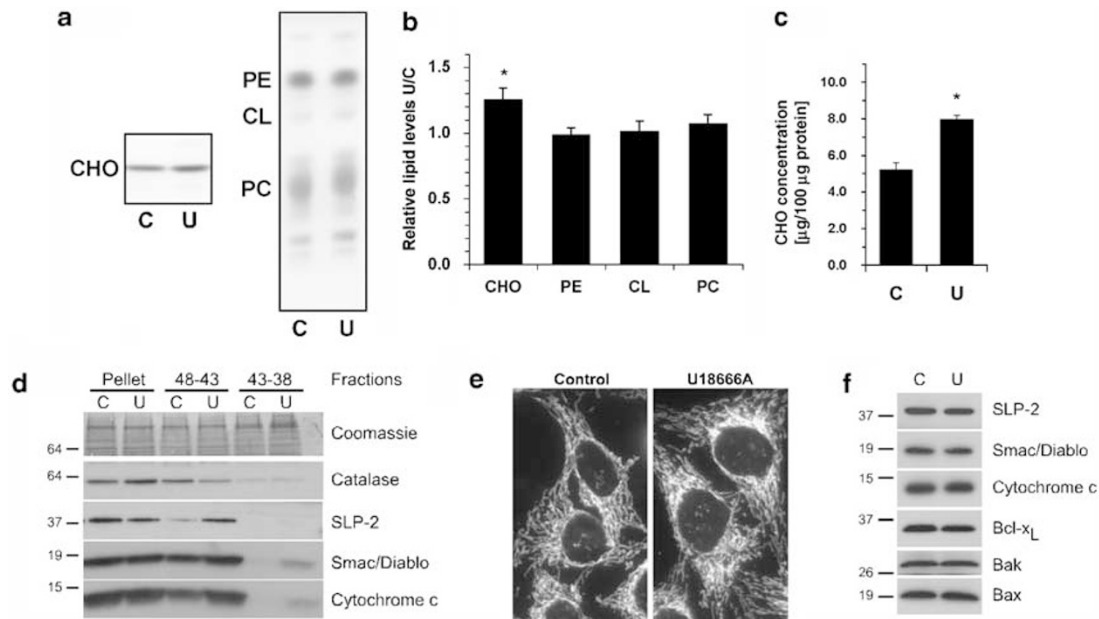 a
CHO
C U
PE
CL
PC
C U
b
Relative lipid levels U/C
1.5
1.0
0.5
0.0
*
CHO PE CL PC
c
CHO concentration
[µg/100 µg protein]
10.0
8.0
6.0
4.0
2.0
0.0
*
C U
d
Pellet 48-43 43-38 Fractions
C U C U C U
Coomassie
64
64 Catalase
37 SLP-2
19 Smac/Diablo
15 Cytochrome c
e
Control U18666A
f
C U
37 SLP-2
19 Smac/Diablo
15 Cytochrome c
37 Bcl-xL
26 Bak
19 Bax